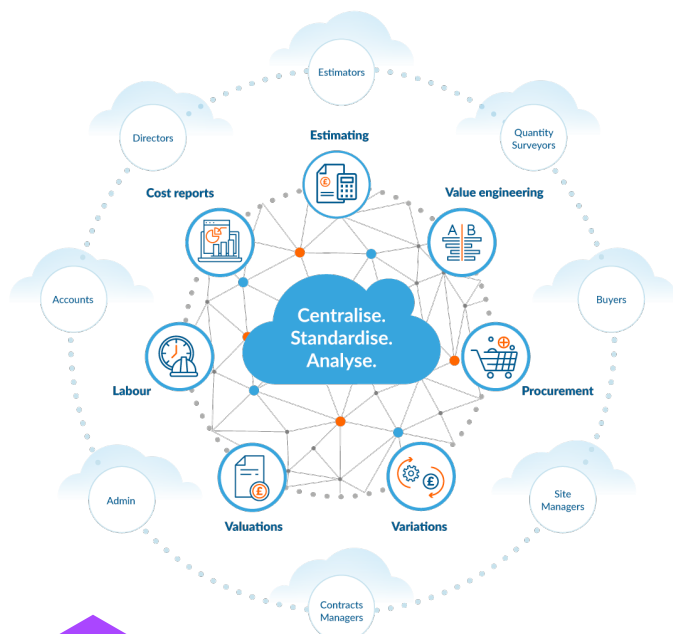 Estimators
Directors
Quantity
Surveyors
Estimating
Cost reports
Value engineering
A B
£
Centralise.
Standardise.
Analyse.
Accounts
Buyers
Labour
Procurement
Admin
Site
Managers
£
£
Valuations
Variations
Contracts
Managers